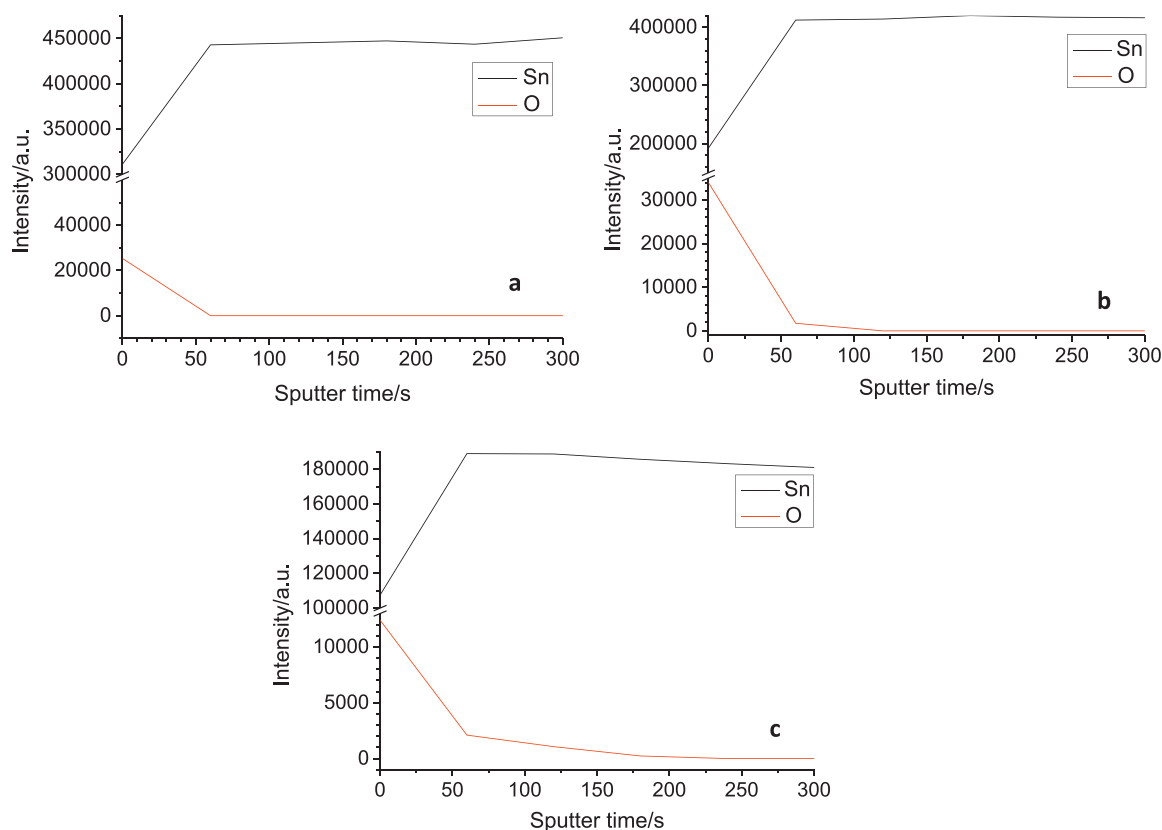 Intensity/a.u.
450000
400000
350000
300000
40000
20000
0
Sn
O
a
0 50 100 150 200 250 300
Sputter time/s
Intensity/a.u.
400000
300000
200000
30000
20000
10000
0
Sn
O
b
0 50 100 150 200 250 300
Sputter time/s
Intensity/a.u.
180000
160000
140000
120000
100000
10000
5000
0
Sn
O
c
0 50 100 150 200 250 300
Sputter time/s